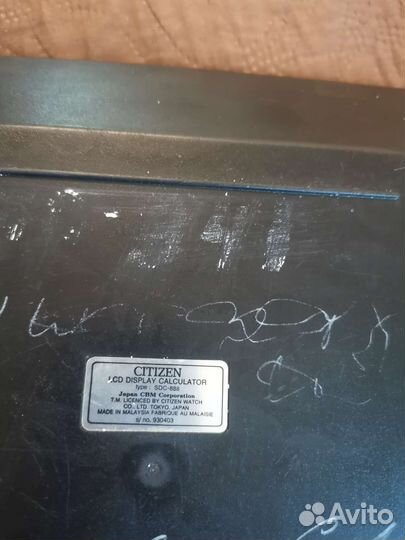 CITIZEN
LCD DISPLAY CALCULATOR
type : SDC-888
Japan CBM Corporation
T.M. LICENCED BY CITIZEN WATCH
CO., LTD. TOKYO, JAPAN
MADE IN MALAYSIA FABRIQUE AU MALAISIE
s/ no. 930403
Avito